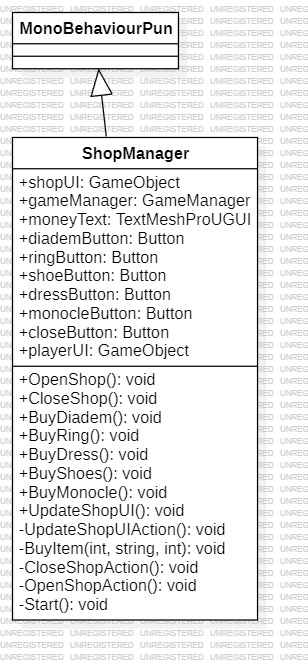 MonoBehaviourPun
ShopManager
+shopUI: GameObject
+gameManager: GameManager
+moneyText: TextMeshProUGUI
+diademButton: Button
+ringButton: Button
+shoeButton: Button
+dressButton: Button
+monocleButton: Button
+closeButton: Button
+playerUI: GameObject
+OpenShop(): void
+CloseShop(): void
+BuyDiadem(): void
+BuyRing(): void
+BuyDress(): void
+BuyShoes(): void
+BuyMonocle(): void
+UpdateShopUI(): void
-UpdateShopUIAction(): void
-BuyItem(int, string, int): void
-CloseShopAction(): void
-OpenShopAction(): void
-Start(): void
UNREGISTERED